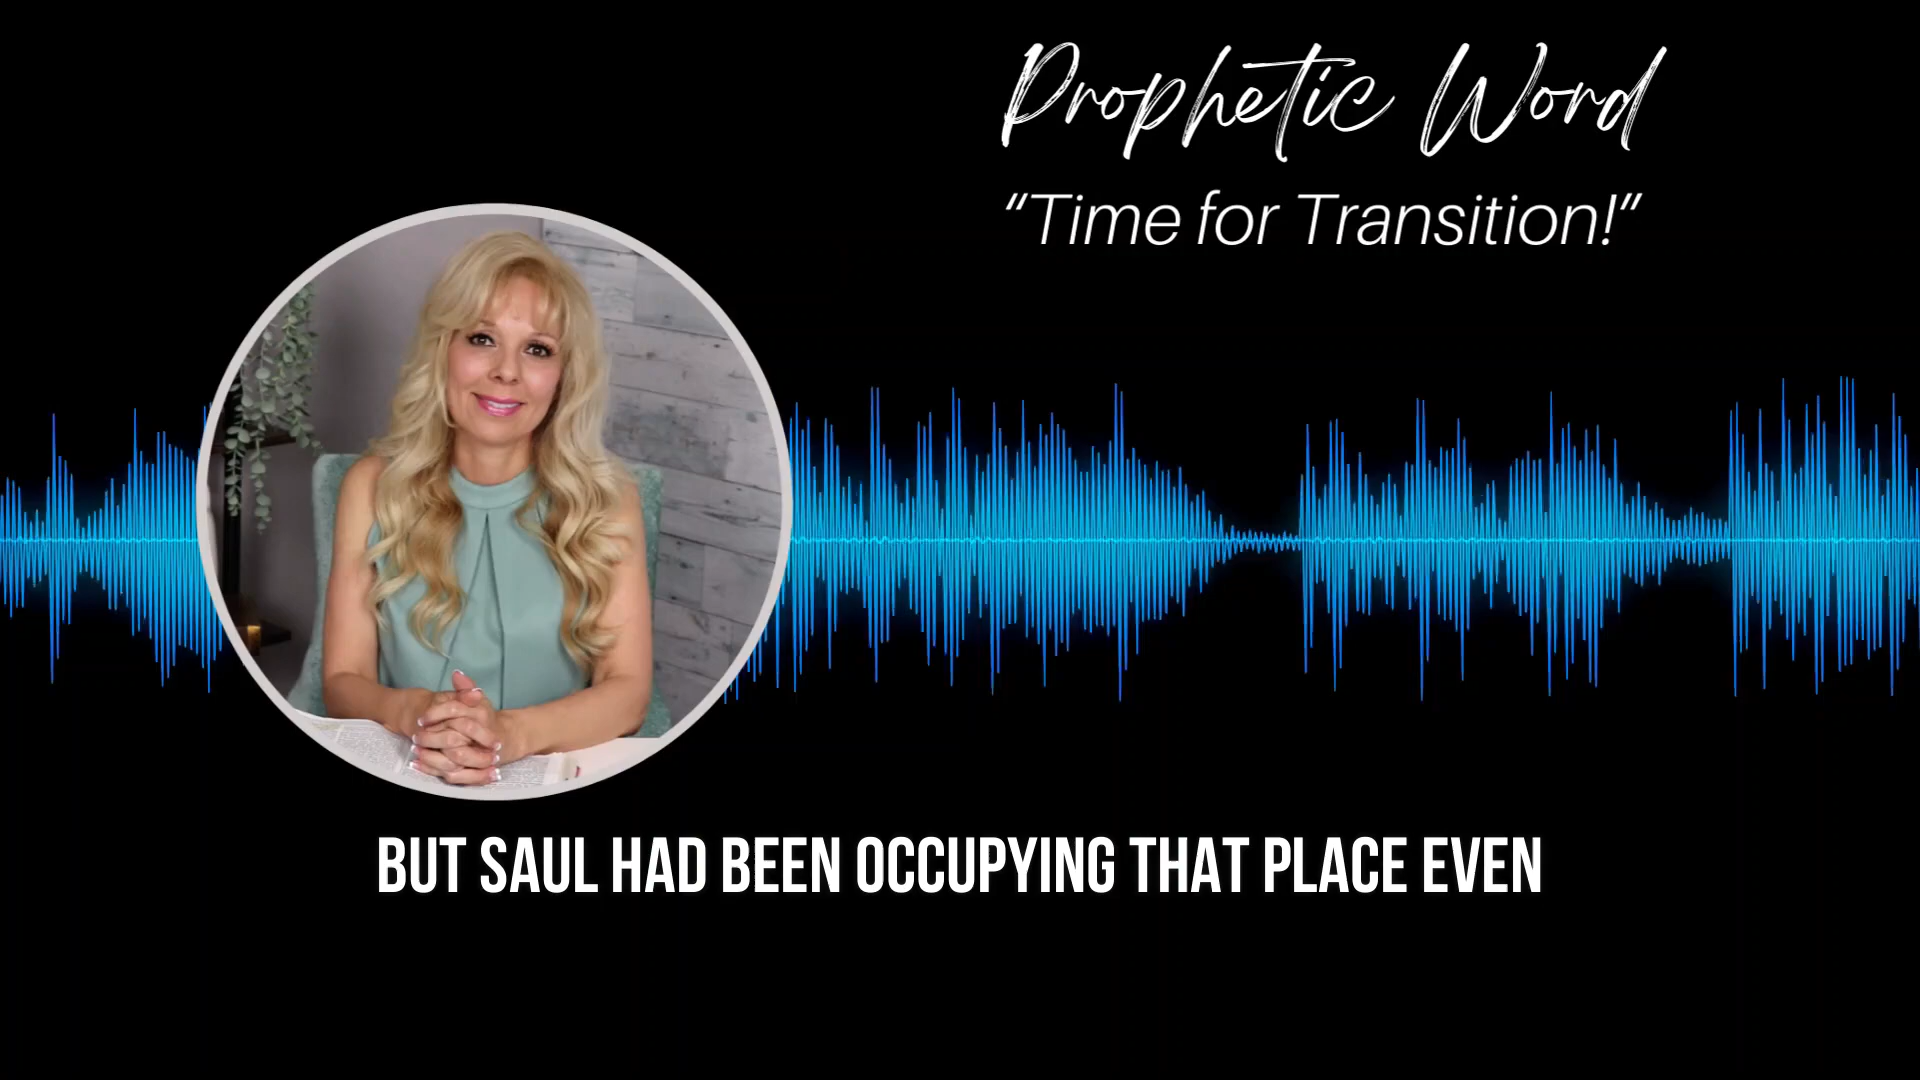 Prophetic Word
“Time for Transition!”
BUT SAUL HAD BEEN OCCUPYING THAT PLACE EVEN